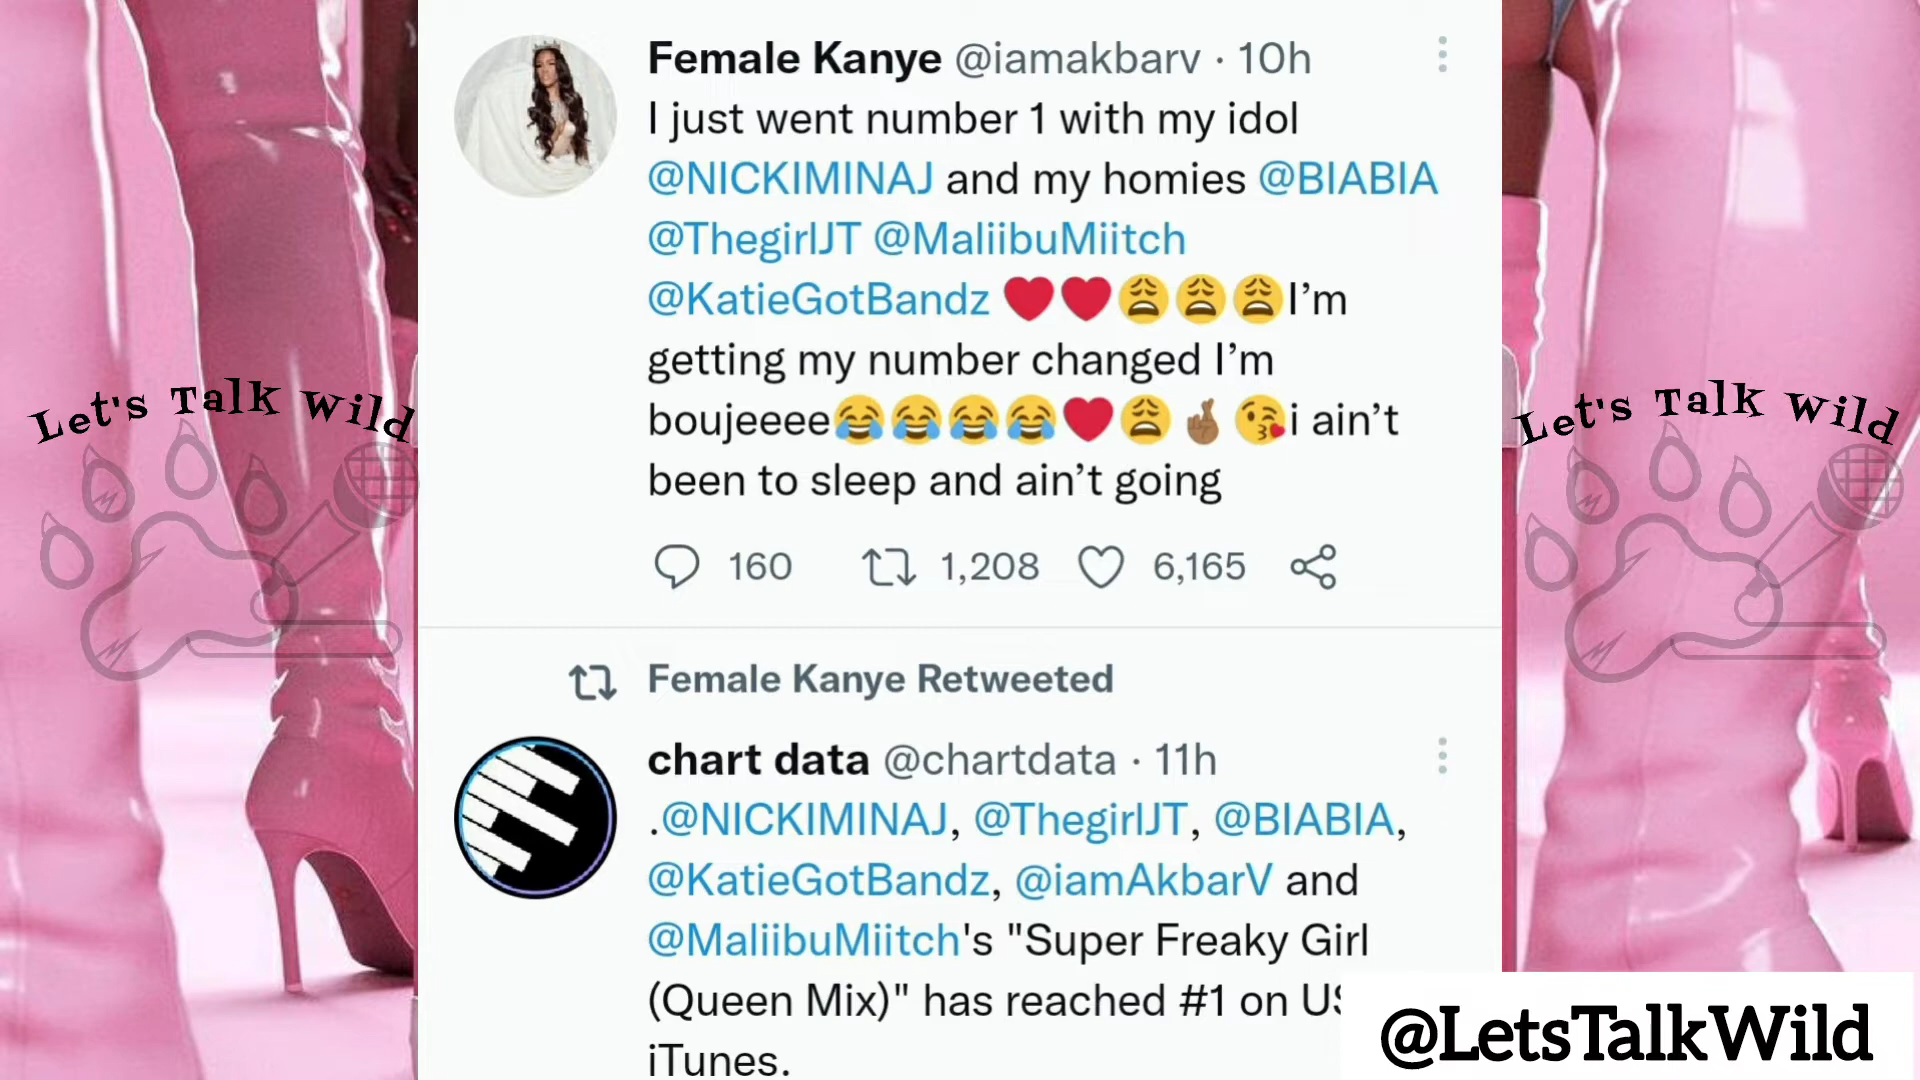 Female Kanye @iamakbarv · 10h
I just went number 1 with my idol
@NICKIMINAJ and my homies @BIABIA
@ThegirlJT @MaliibuMiitch
@KatieGotBandz ❤️❤️😩😩😩I'm
getting my number changed I'm
boujeeee😂😂😂😂❤️😩🤞🏾😘i ain't
been to sleep and ain't going
160 1,208 6,165
Female Kanye Retweeted
chart data @chartdata · 11h
.@NICKIMINAJ, @ThegirlJT, @BIABIA,
@KatieGotBandz, @iamAkbarV and
@MaliibuMiitch's "Super Freaky Girl
(Queen Mix)" has reached #1 on US
iTunes.
Let's Talk Wild
Let's Talk Wild
@LetsTalkWild